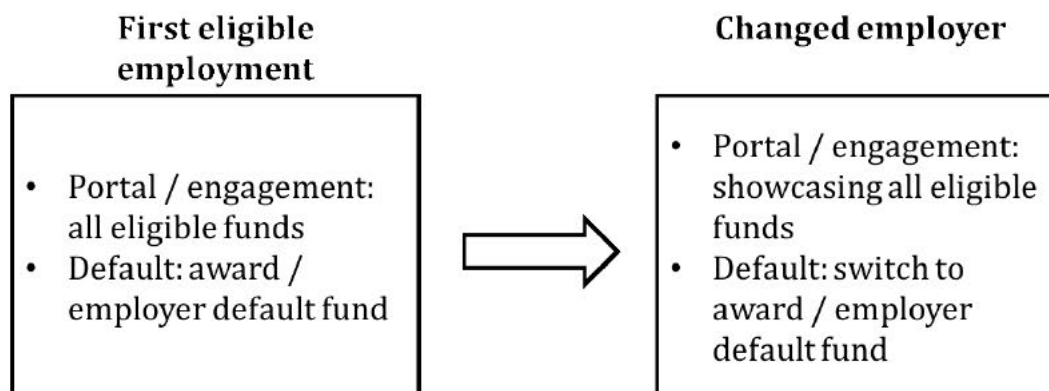 First eligible
employment
• Portal / engagement:
all eligible funds
• Default: award /
employer default fund
Changed employer
• Portal / engagement:
showcasing all eligible
funds
• Default: switch to
award / employer
default fund